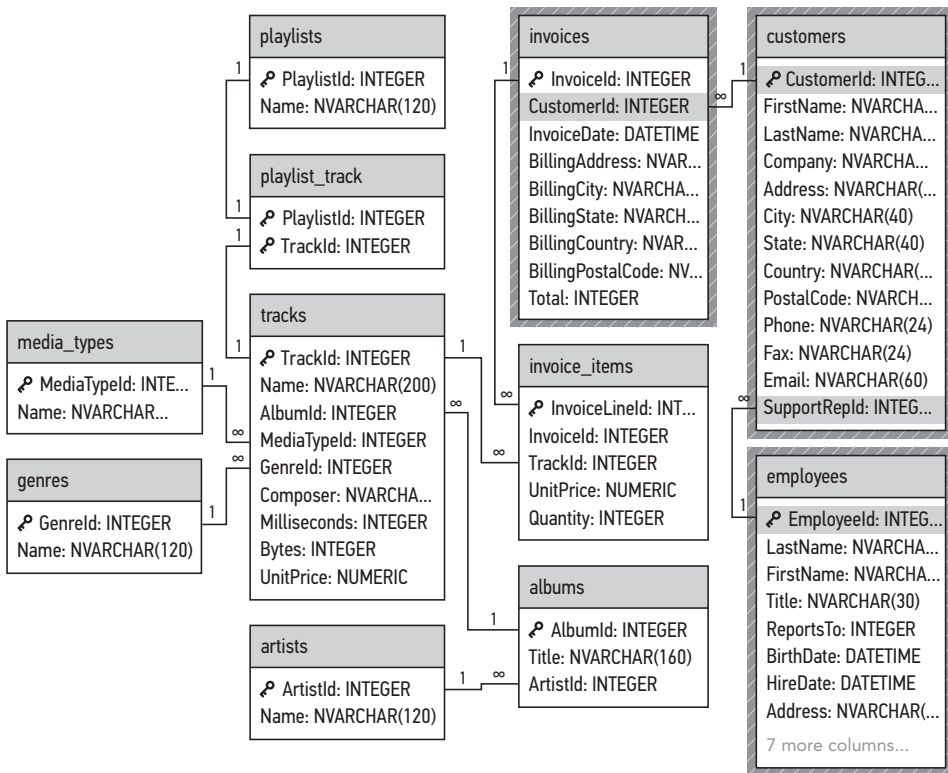 playlists
PlaylistId: INTEGER
Name: NVARCHAR(120)
playlist_track
PlaylistId: INTEGER
TrackId: INTEGER
tracks
TrackId: INTEGER
Name: NVARCHAR(200)
AlbumId: INTEGER
MediaTypeId: INTEGER
GenreId: INTEGER
Composer: NVARCHA...
Milliseconds: INTEGER
Bytes: INTEGER
UnitPrice: NUMERIC
media_types
MediaTypeId: INTE...
Name: NVARCHAR...
genres
GenreId: INTEGER
Name: NVARCHAR(120)
artists
ArtistId: INTEGER
Name: NVARCHAR(120)
invoices
InvoiceId: INTEGER
CustomerId: INTEGER
InvoiceDate: DATETIME
BillingAddress: NVAR...
BillingCity: NVARCHA...
BillingState: NVARCH...
BillingCountry: NVAR...
BillingPostalCode: NV...
Total: INTEGER
invoice_items
InvoiceLineId: INT...
InvoiceId: INTEGER
TrackId: INTEGER
UnitPrice: NUMERIC
Quantity: INTEGER
albums
AlbumId: INTEGER
Title: NVARCHAR(160)
ArtistId: INTEGER
customers
CustomerId: INTEG...
FirstName: NVARCHA...
LastName: NVARCHA...
Company: NVARCHA...
Address: NVARCHAR(...
City: NVARCHAR(40)
State: NVARCHAR(40)
Country: NVARCHAR(...
PostalCode: NVARCH...
Phone: NVARCHAR(24)
Fax: NVARCHAR(24)
Email: NVARCHAR(60)
SupportRepId: INTEG...
employees
EmployeeId: INTEG...
LastName: NVARCHA...
FirstName: NVARCHA...
Title: NVARCHAR(30)
ReportsTo: INTEGER
BirthDate: DATETIME
HireDate: DATETIME
Address: NVARCHAR(...
7 more columns...
1
1
1
1
1
∞
1
∞
1
∞
∞
1
1
∞
1
∞
1
∞
∞
1